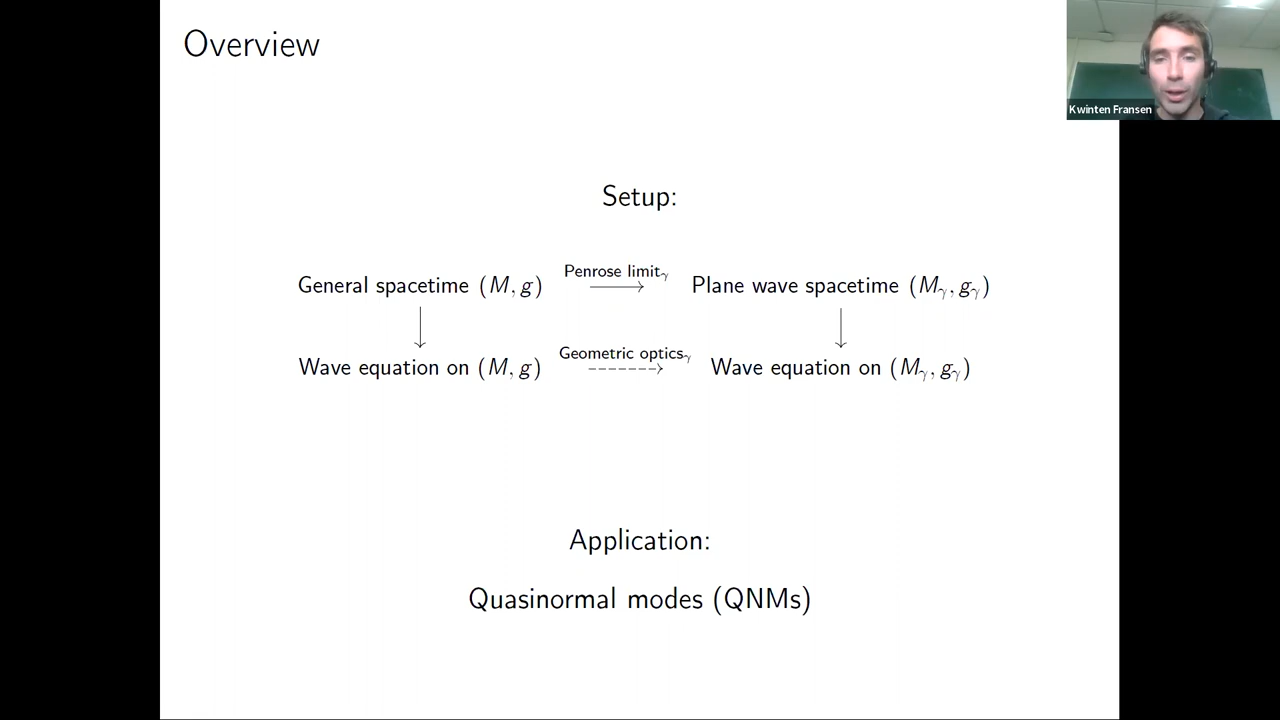 Overview
Kwinten Fransen
Setup:
General spacetime (M, g) Penrose limitγ Plane wave spacetime (Mγ, gγ)
Wave equation on (M, g) Geometric opticsγ Wave equation on (Mγ, gγ)
Application:
Quasinormal modes (QNMs)